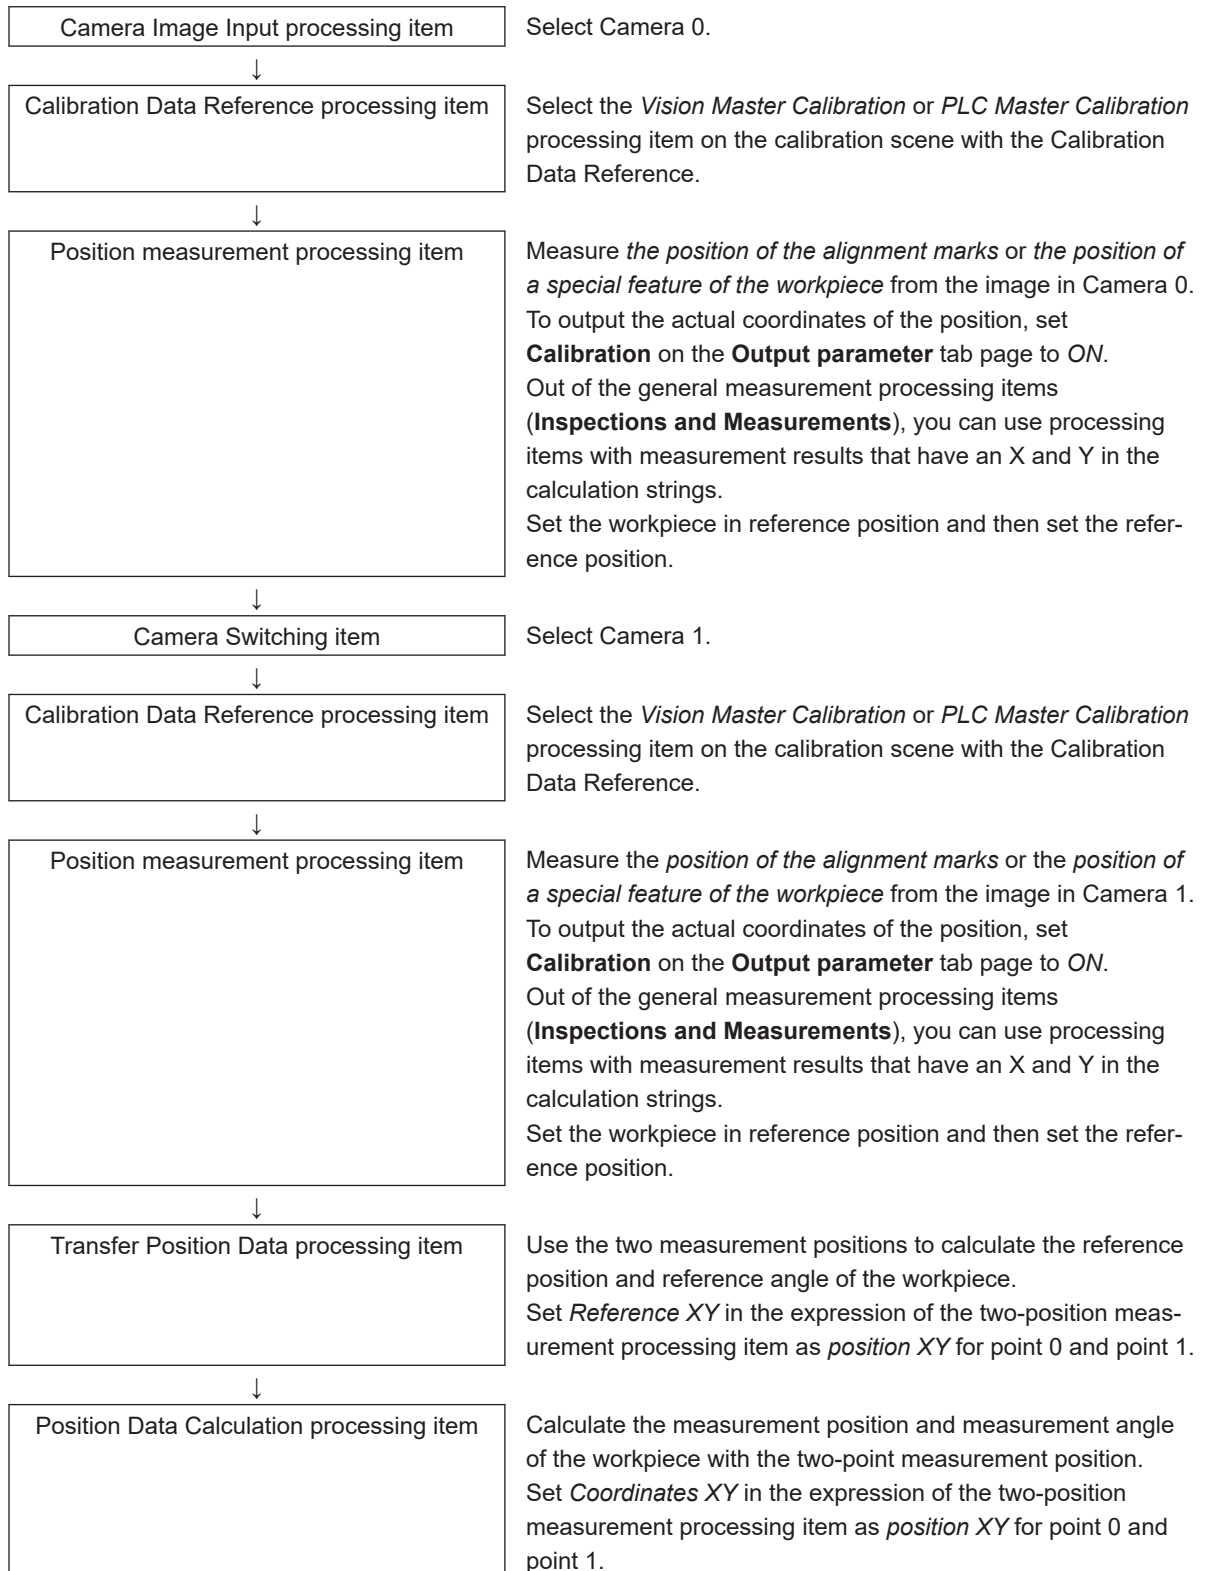 Camera Image Input processing item
Select Camera 0.
↓
Calibration Data Reference processing item
Select the Vision Master Calibration or PLC Master Calibration
processing item on the calibration scene with the Calibration
Data Reference.
↓
Position measurement processing item
Measure the position of the alignment marks or the position of
a special feature of the workpiece from the image in Camera 0.
To output the actual coordinates of the position, set
Calibration on the Output parameter tab page to ON.
Out of the general measurement processing items
(Inspections and Measurements), you can use processing
items with measurement results that have an X and Y in the
calculation strings.
Set the workpiece in reference position and then set the refer-
ence position.
↓
Camera Switching item
Select Camera 1.
↓
Calibration Data Reference processing item
Select the Vision Master Calibration or PLC Master Calibration
processing item on the calibration scene with the Calibration
Data Reference.
↓
Position measurement processing item
Measure the position of the alignment marks or the position of
a special feature of the workpiece from the image in Camera 1.
To output the actual coordinates of the position, set
Calibration on the Output parameter tab page to ON.
Out of the general measurement processing items
(Inspections and Measurements), you can use processing
items with measurement results that have an X and Y in the
calculation strings.
Set the workpiece in reference position and then set the refer-
ence position.
↓
Transfer Position Data processing item
Use the two measurement positions to calculate the reference
position and reference angle of the workpiece.
Set Reference XY in the expression of the two-position meas-
urement processing item as position XY for point 0 and point 1.
↓
Position Data Calculation processing item
Calculate the measurement position and measurement angle
of the workpiece with the two-point measurement position.
Set Coordinates XY in the expression of the two-position
measurement processing item as position XY for point 0 and
point 1.